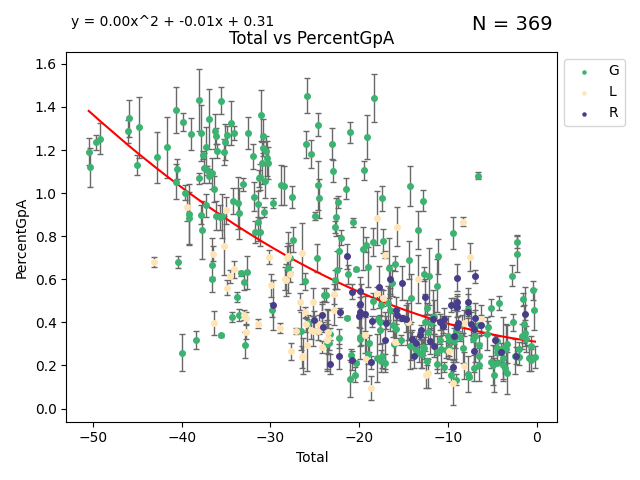 y = 0.00x^2 + -0.01x + 0.31
N = 369
Total vs PercentGpA
1.6
1.4
1.2
1.0
0.8
0.6
0.4
0.2
0.0
PercentGpA
−50
−40
−30
−20
−10
0
Total
G
L
R